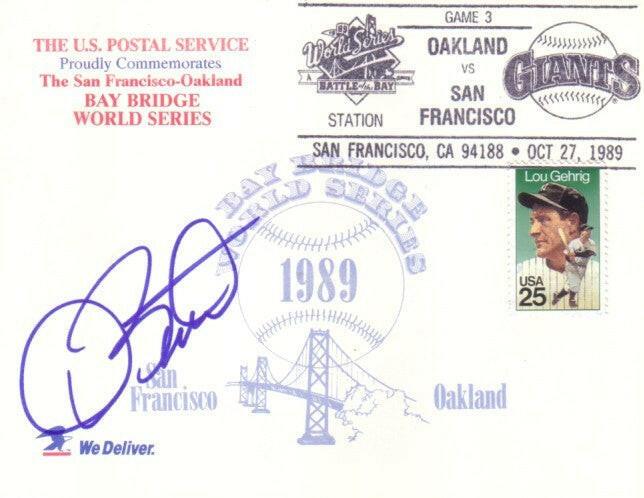 THE U.S. POSTAL SERVICE
Proudly Commemorates
The San Francisco-Oakland
BAY BRIDGE
WORLD SERIES
1989
World Series
BATTLE of the BAY
STATION
GAME 3
OAKLAND
VS
SAN
FRANCISCO
GIANTS
SAN FRANCISCO, CA 94188 • OCT 27, 1989
Lou Gehrig
USA
25
BAY BRIDGE
WORLD SERIES
1989
San
Francisco
Oakland
We Deliver.